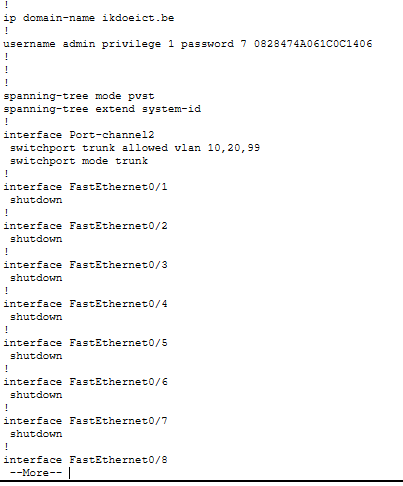 !
ip domain-name ikdoeict.be
!
username admin privilege 1 password 7 0828474A061C0C1406
!
!
!
spanning-tree mode pvst
spanning-tree extend system-id
!
interface Port-channel2
switchport trunk allowed vlan 10,20,99
switchport mode trunk
!
interface FastEthernet0/1
shutdown
!
interface FastEthernet0/2
shutdown
!
interface FastEthernet0/3
shutdown
!
interface FastEthernet0/4
shutdown
!
interface FastEthernet0/5
shutdown
!
interface FastEthernet0/6
shutdown
!
interface FastEthernet0/7
shutdown
!
interface FastEthernet0/8
--More--